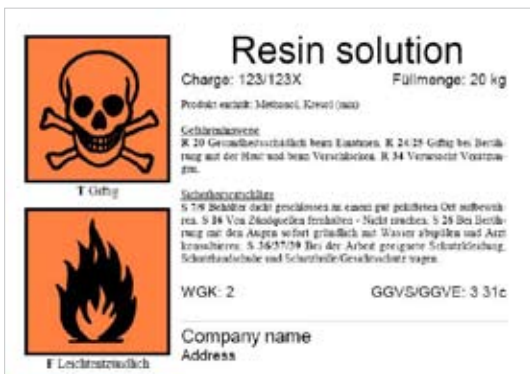 Resin solution
Charge: 123/123X Füllmenge: 20 kg
Produkt enthält: Methanol, Kresol (mix)
Gefahrenhinweise
R 20 Gesundheitsschädlich beim Einatmen. R 24/25 Giftig bei Berüh-
rung mit der Haut und beim Verschlucken. R 34 Verursacht Verätzun-
gen.
Sicherheitsratschläge
S 7/9 Behälter dicht geschlossen an einem gut gelüfteten Ort aufbewah-
ren. S 16 Von Zündquellen fernhalten - Nicht rauchen. S 26 Bei Berüh-
rung mit den Augen sofort gründlich mit Wasser abspülen und Arzt
konsultieren. S 36/37/39 Bei der Arbeit geeignete Schutzkleidung,
Schutzhandschuhe und Schutzbrille/Gesichtsschutz tragen.
T Giftig
WGK: 2 GGVS/GGVE: 3 31c
Company name
Address
F Leichtentzündlich